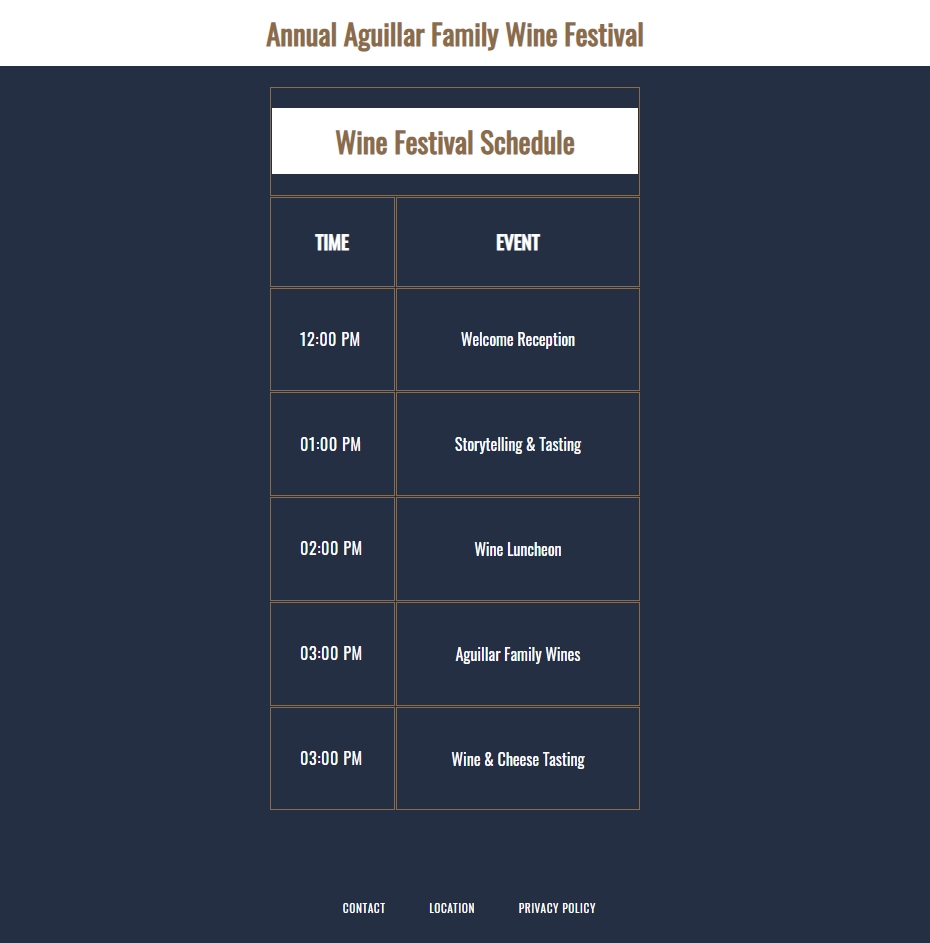 Annual Aguillar Family Wine Festival
Wine Festival Schedule
TIME EVENT
12:00 PM Welcome Reception
01:00 PM Storytelling & Tasting
02:00 PM Wine Luncheon
03:00 PM Aguillar Family Wines
03:00 PM Wine & Cheese Tasting
CONTACT LOCATION PRIVACY POLICY